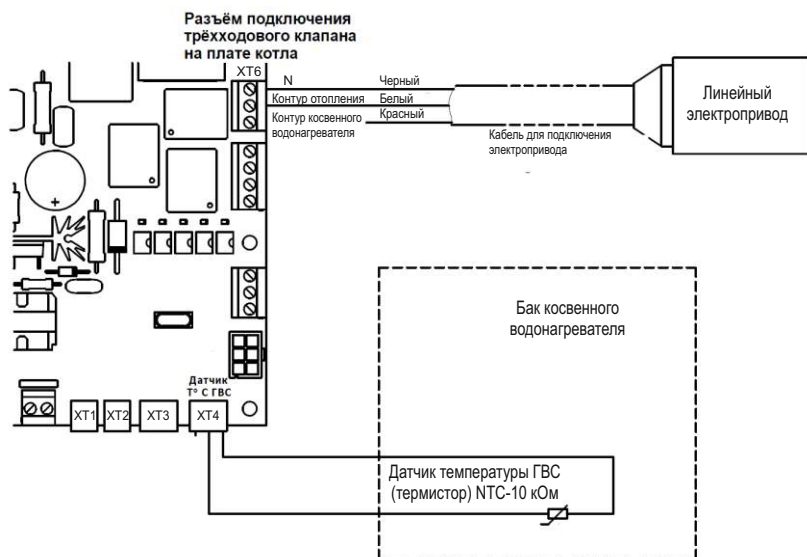 Разъём подключения
трёхходового клапана
на плате котла
XT6
N
Черный
Контур отопления
Белый
Контур косвенного
водонагревателя
Красный
Кабель для подключения
электропривода
Линейный
электропривод
Бак косвенного
водонагревателя
+
Датчик
T° C ГВС
XT1
XT2
XT3
XT4
Датчик температуры ГВС
(термистор) NTC-10 кОм